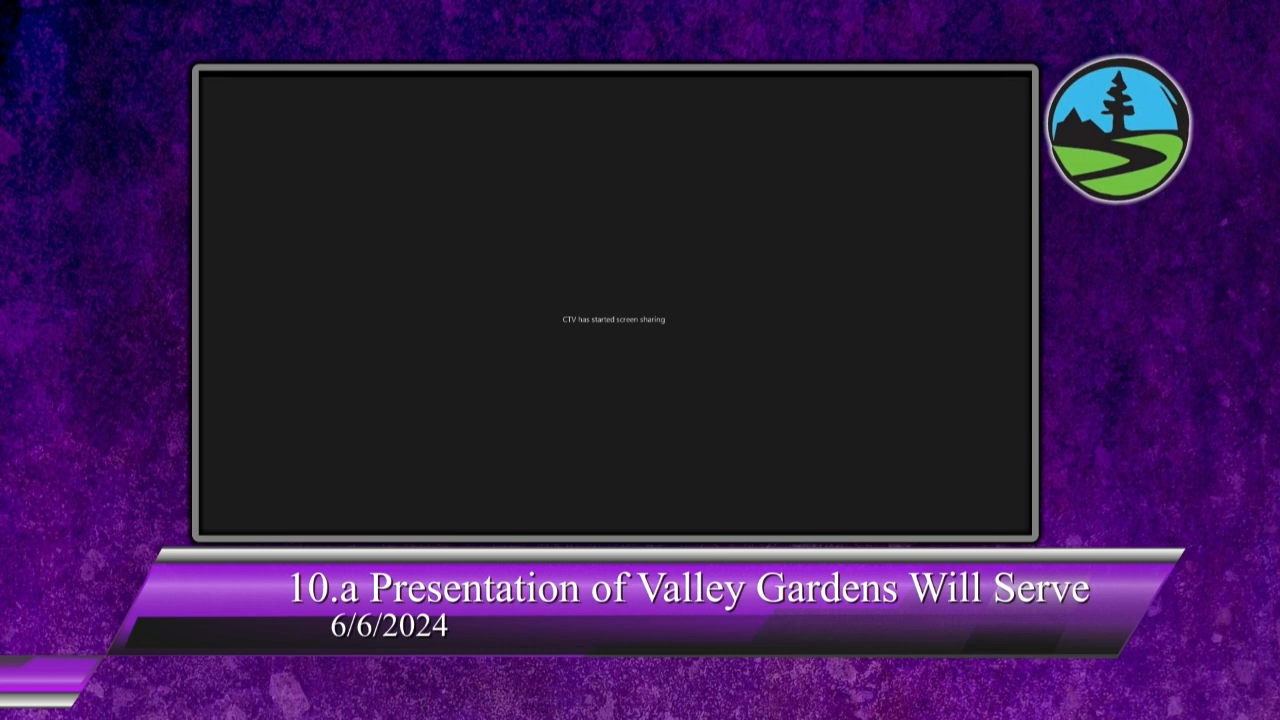 CTV has started screen sharing
10.a Presentation of Valley Gardens Will Serve
6/6/2024